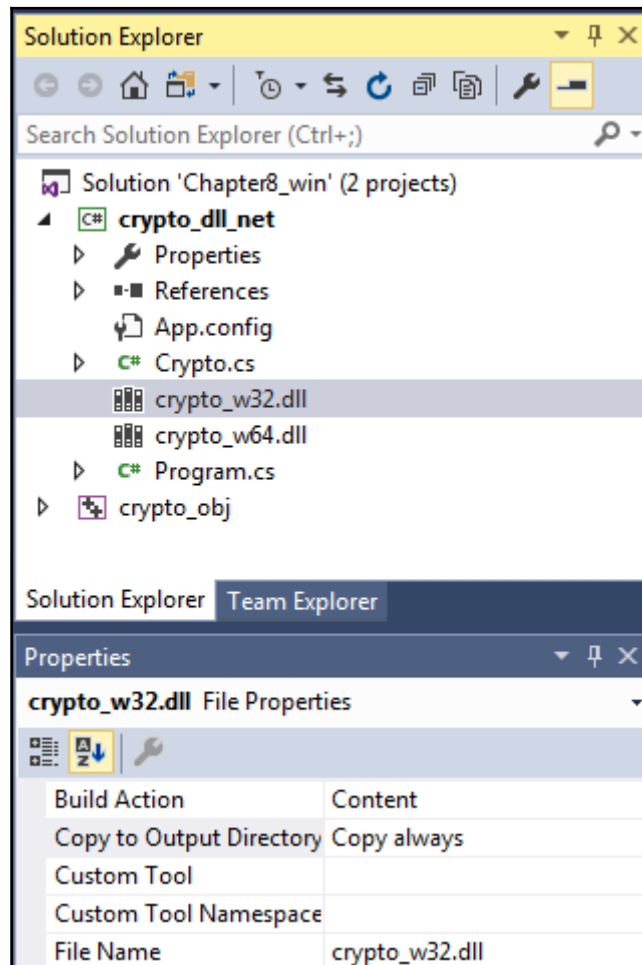 Solution Explorer
Search Solution Explorer (Ctrl+;)
Solution 'Chapter8_win' (2 projects)
C# crypto_dll_net
Properties
References
App.config
C# Crypto.cs
crypto_w32.dll
crypto_w64.dll
C# Program.cs
crypto_obj
Solution Explorer Team Explorer
Properties
crypto_w32.dll File Properties
Build Action Content
Copy to Output Directory Copy always
Custom Tool
Custom Tool Namespace
File Name crypto_w32.dll